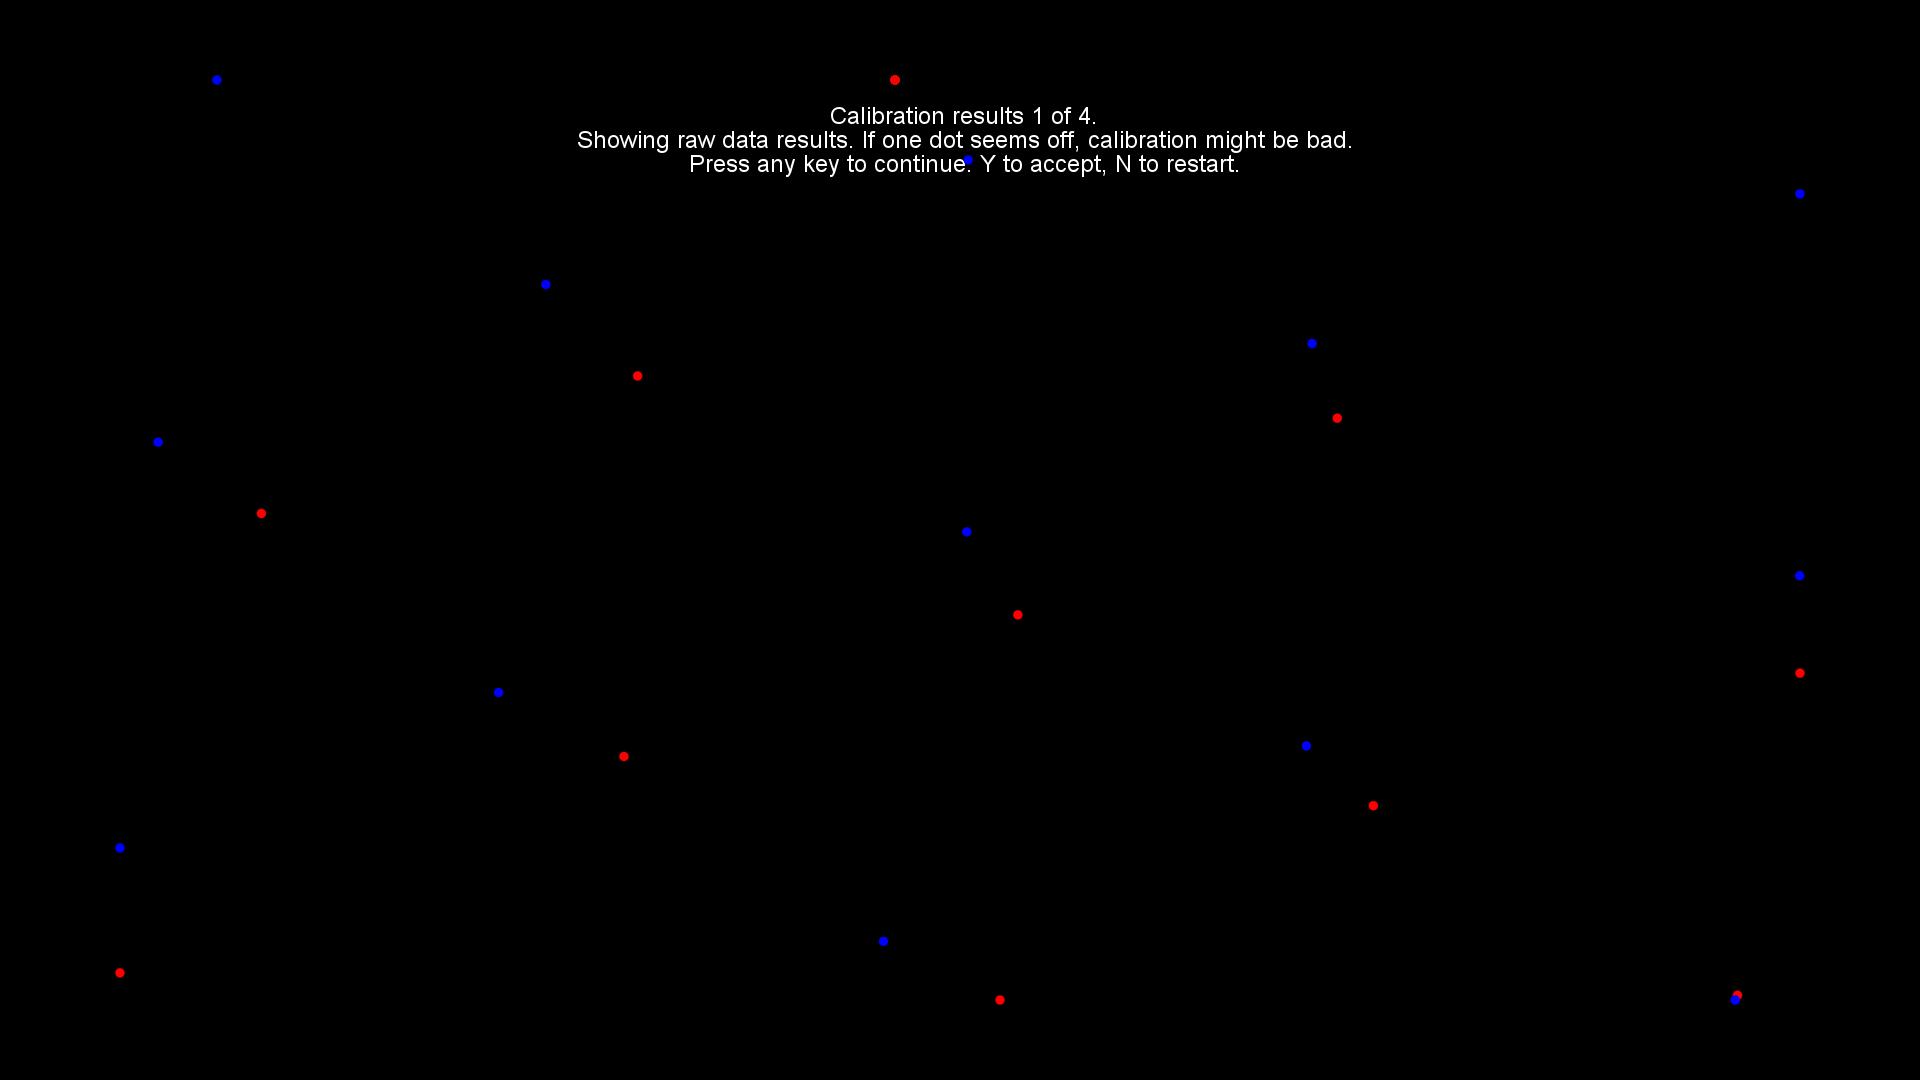 Calibration results 1 of 4.
Showing raw data results. If one dot seems off, calibration might be bad.
Press any key to continue. Y to accept, N to restart.